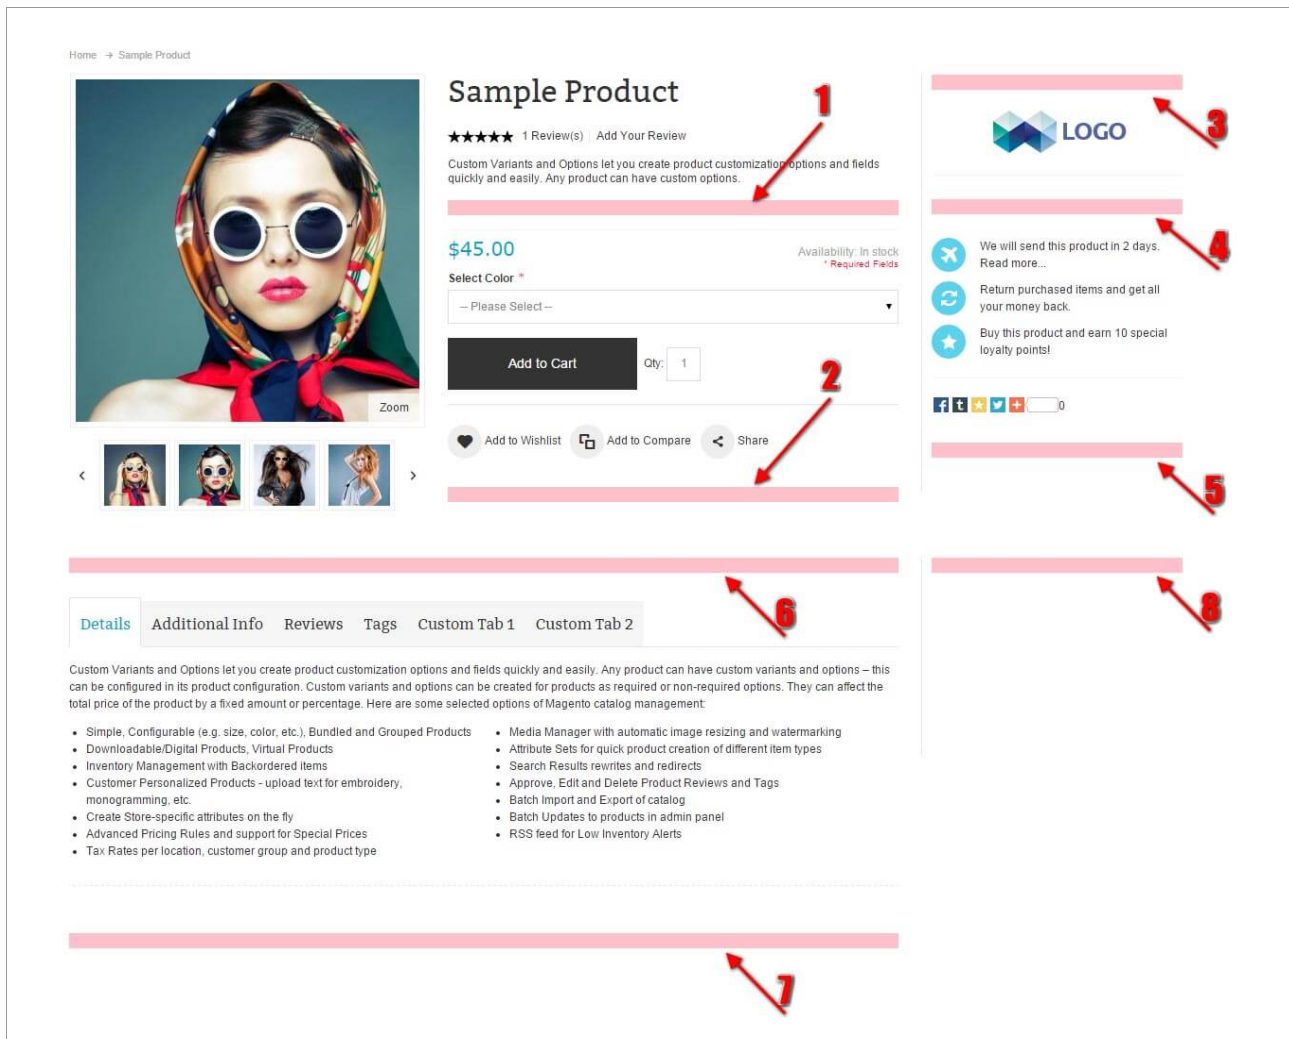 Home → Sample Product
Sample Product
1 Review(s) | Add Your Review
Custom Variants and Options let you create product customization options and fields
quickly and easily. Any product can have custom options.
1
$45.00
Availability: In stock
* Required Fields
Select Color *
-- Please Select --
Add to Cart
Qty: 1
2
Add to Wishlist
Add to Compare
Share
Zoom
3
LOGO
4
We will send this product in 2 days.
Read more...
Return purchased items and get all
your money back.
Buy this product and earn 10 special
loyalty points!
f t
0
5
6
8
Details
Additional Info
Reviews
Tags
Custom Tab 1
Custom Tab 2
Custom Variants and Options let you create product customization options and fields quickly and easily. Any product can have custom variants and options – this
can be configured in its product configuration. Custom variants and options can be created for products as required or non-required options. They can affect the
total price of the product by a fixed amount or percentage. Here are some selected options of Magento catalog management:
• Simple, Configurable (e.g. size, color, etc.), Bundled and Grouped Products
• Downloadable/Digital Products, Virtual Products
• Inventory Management with Backordered items
• Customer Personalized Products - upload text for embroidery,
monogramming, etc.
• Create Store-specific attributes on the fly
• Advanced Pricing Rules and support for Special Prices
• Tax Rates per location, customer group and product type
• Media Manager with automatic image resizing and watermarking
• Attribute Sets for quick product creation of different item types
• Search Results rewrites and redirects
• Approve, Edit and Delete Product Reviews and Tags
• Batch Import and Export of catalog
• Batch Updates to products in admin panel
• RSS feed for Low Inventory Alerts
7